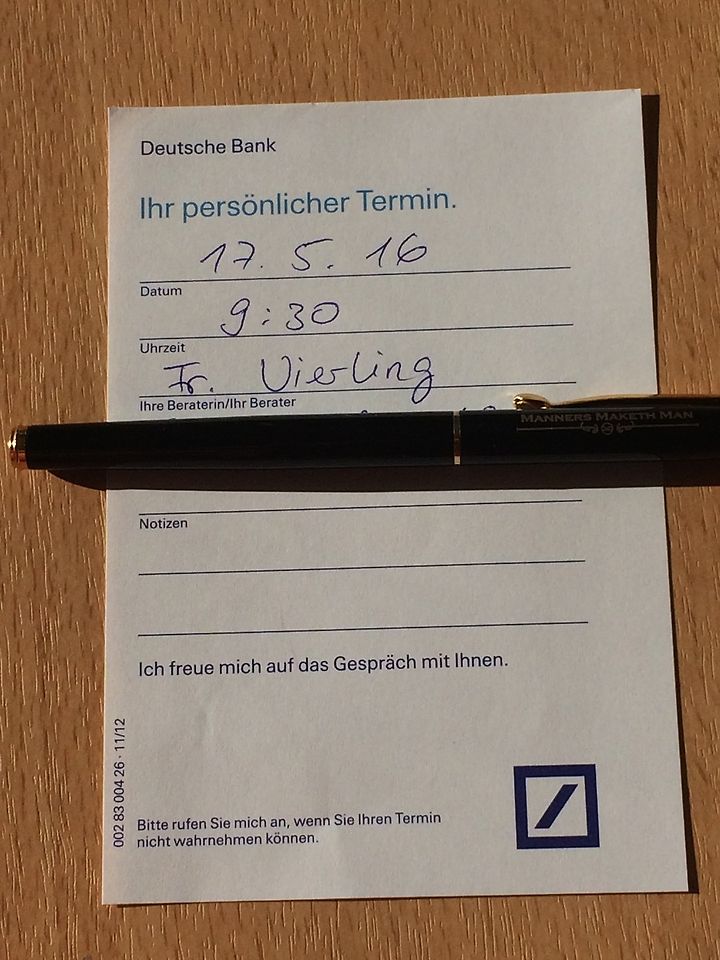 Deutsche Bank
Ihr persönlicher Termin.
17. 5. 16
Datum
9:30
Uhrzeit
Fr. Vierling
Ihre Beraterin/Ihr Berater
MANNERS MAKETH MAN
Notizen
Ich freue mich auf das Gespräch mit Ihnen.
002 83 004 26 · 11/12
Bitte rufen Sie mich an, wenn Sie Ihren Termin
nicht wahrnehmen können.